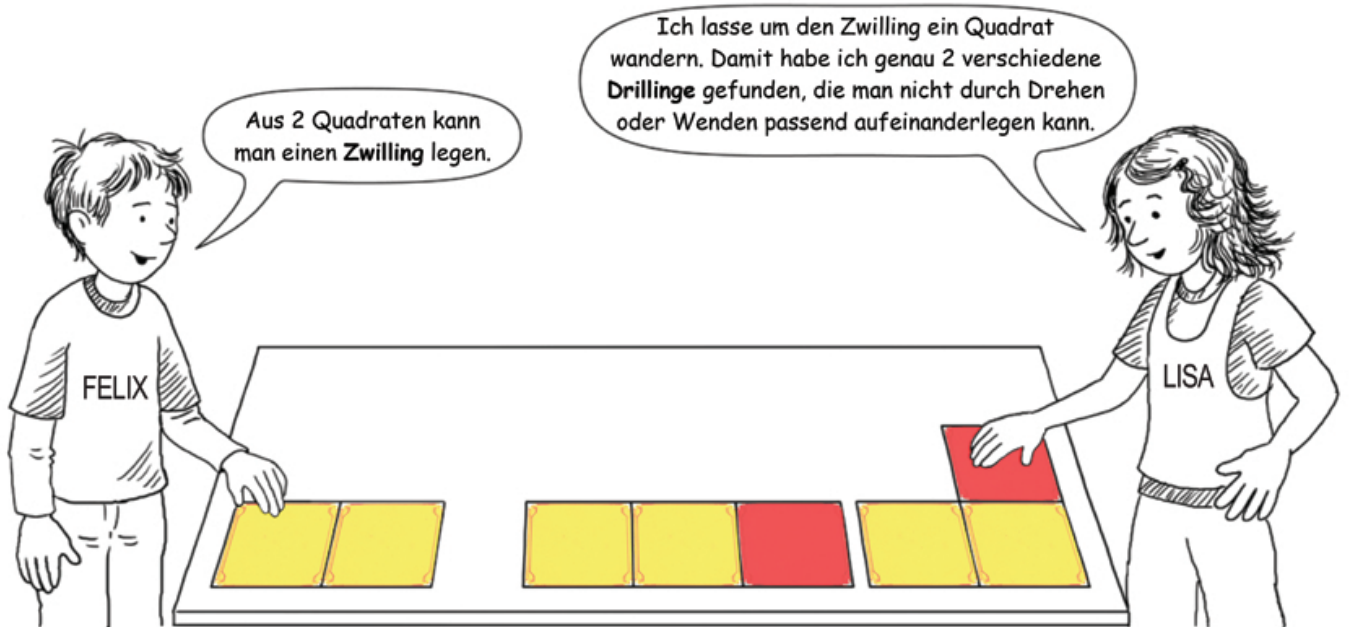 Aus 2 Quadraten kann
man einen Zwilling legen.
Ich lasse um den Zwilling ein Quadrat
wandern. Damit habe ich genau 2 verschiedene
Drillinge gefunden, die man nicht durch Drehen
oder Wenden passend aufeinanderlegen kann.
FELIX
LISA